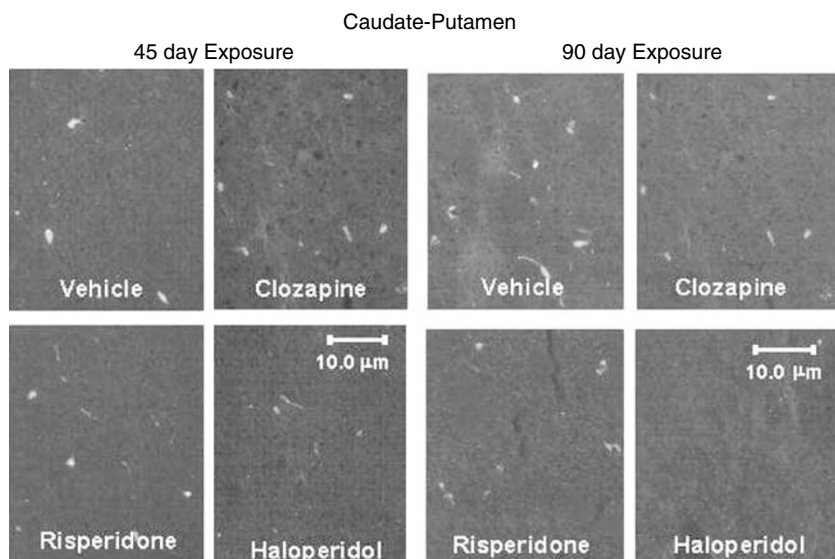 Caudate-Putamen
45 day Exposure
90 day Exposure
Vehicle
Clozapine
Vehicle
Clozapine
10.0 μm
10.0 μm
Risperidone
Haloperidol
Risperidone
Haloperidol